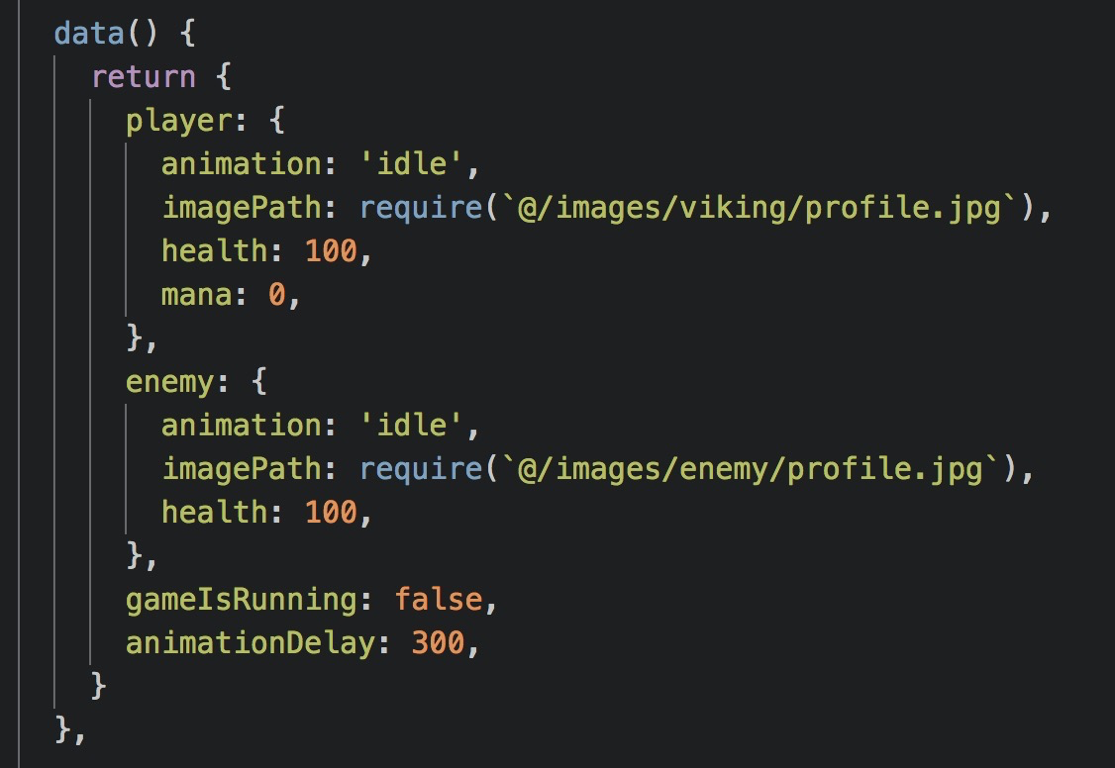 data() {
  return {
    player: {
      animation: 'idle',
      imagePath: require(`@/images/viking/profile.jpg`),
      health: 100,
      mana: 0,
    },
    enemy: {
      animation: 'idle',
      imagePath: require(`@/images/enemy/profile.jpg`),
      health: 100,
    },
    gameIsRunning: false,
    animationDelay: 300,
  }
},